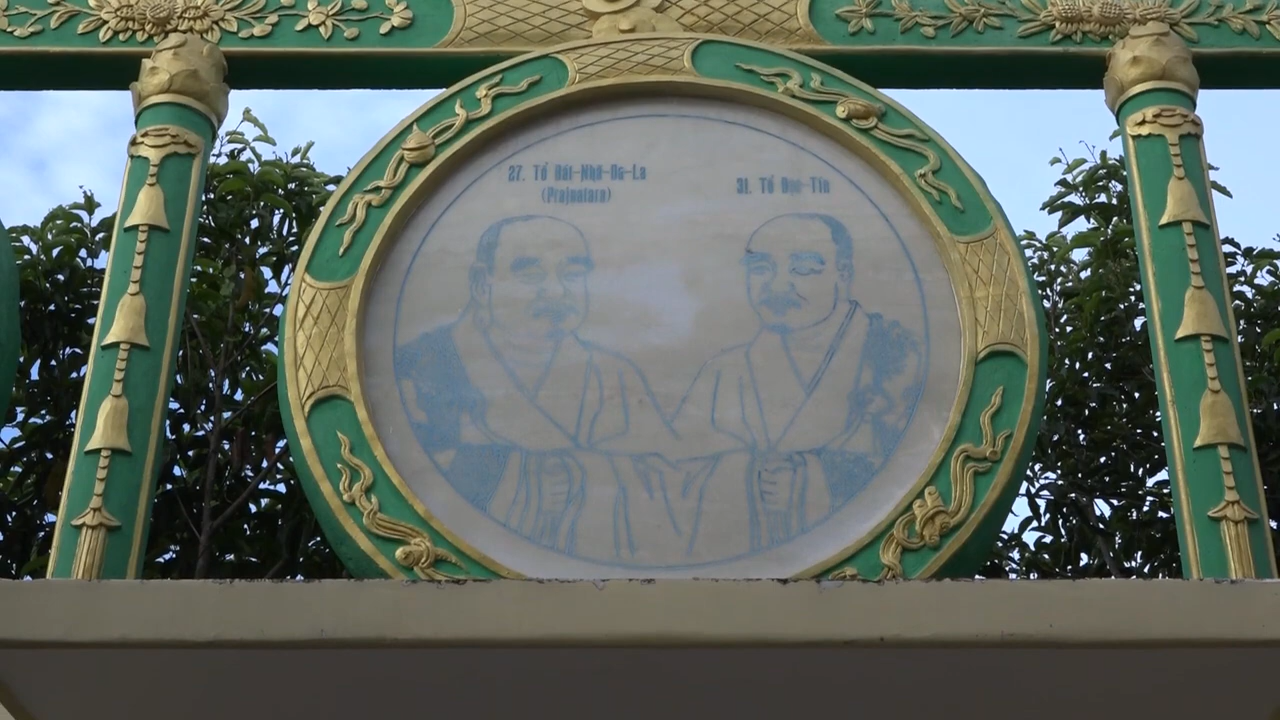 27. Tổ Bát-Nhã-Đa-La
(Prajnatara)
31. Tổ Đạo-Tín